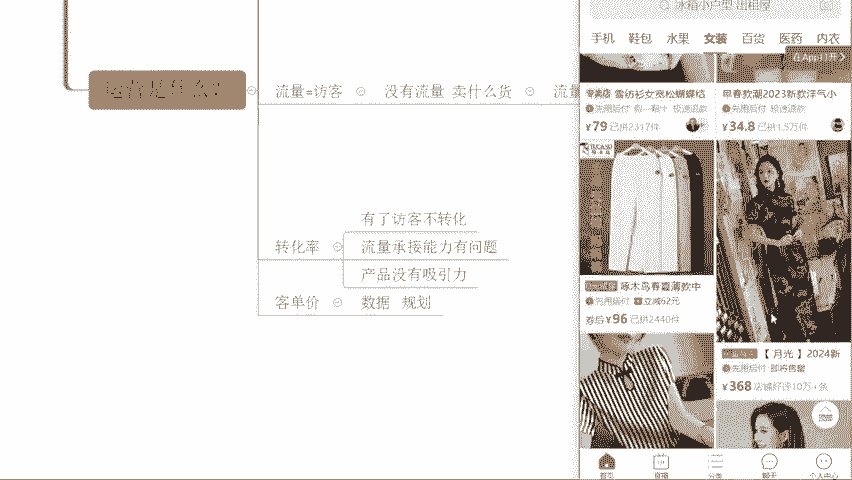 运营是什么?
流量=访客
没有流量 卖什么货
流量
转化率
有了访客不转化
流量承接能力有问题
产品没有吸引力
客单价
数据 规划
冰箱小户型 出租屋
手机 鞋包 水果 女装 百货 医药 内衣
在App打开
专卖店 雪纺衫女宽松蝴蝶结
先用后付 极速退款
¥79 已拼2317件
早春款潮2023新款洋气小
先用后付 极速退款
¥34.8 已拼1.5万件
啄木鸟春夏薄款中
先用后付 立减62元
券后¥96 已拼2440件
【 月光 】2024新
先用后付 即将售罄
¥368 店铺好评10万+条
顶部
首页 直播 分类 聊天 个人中心